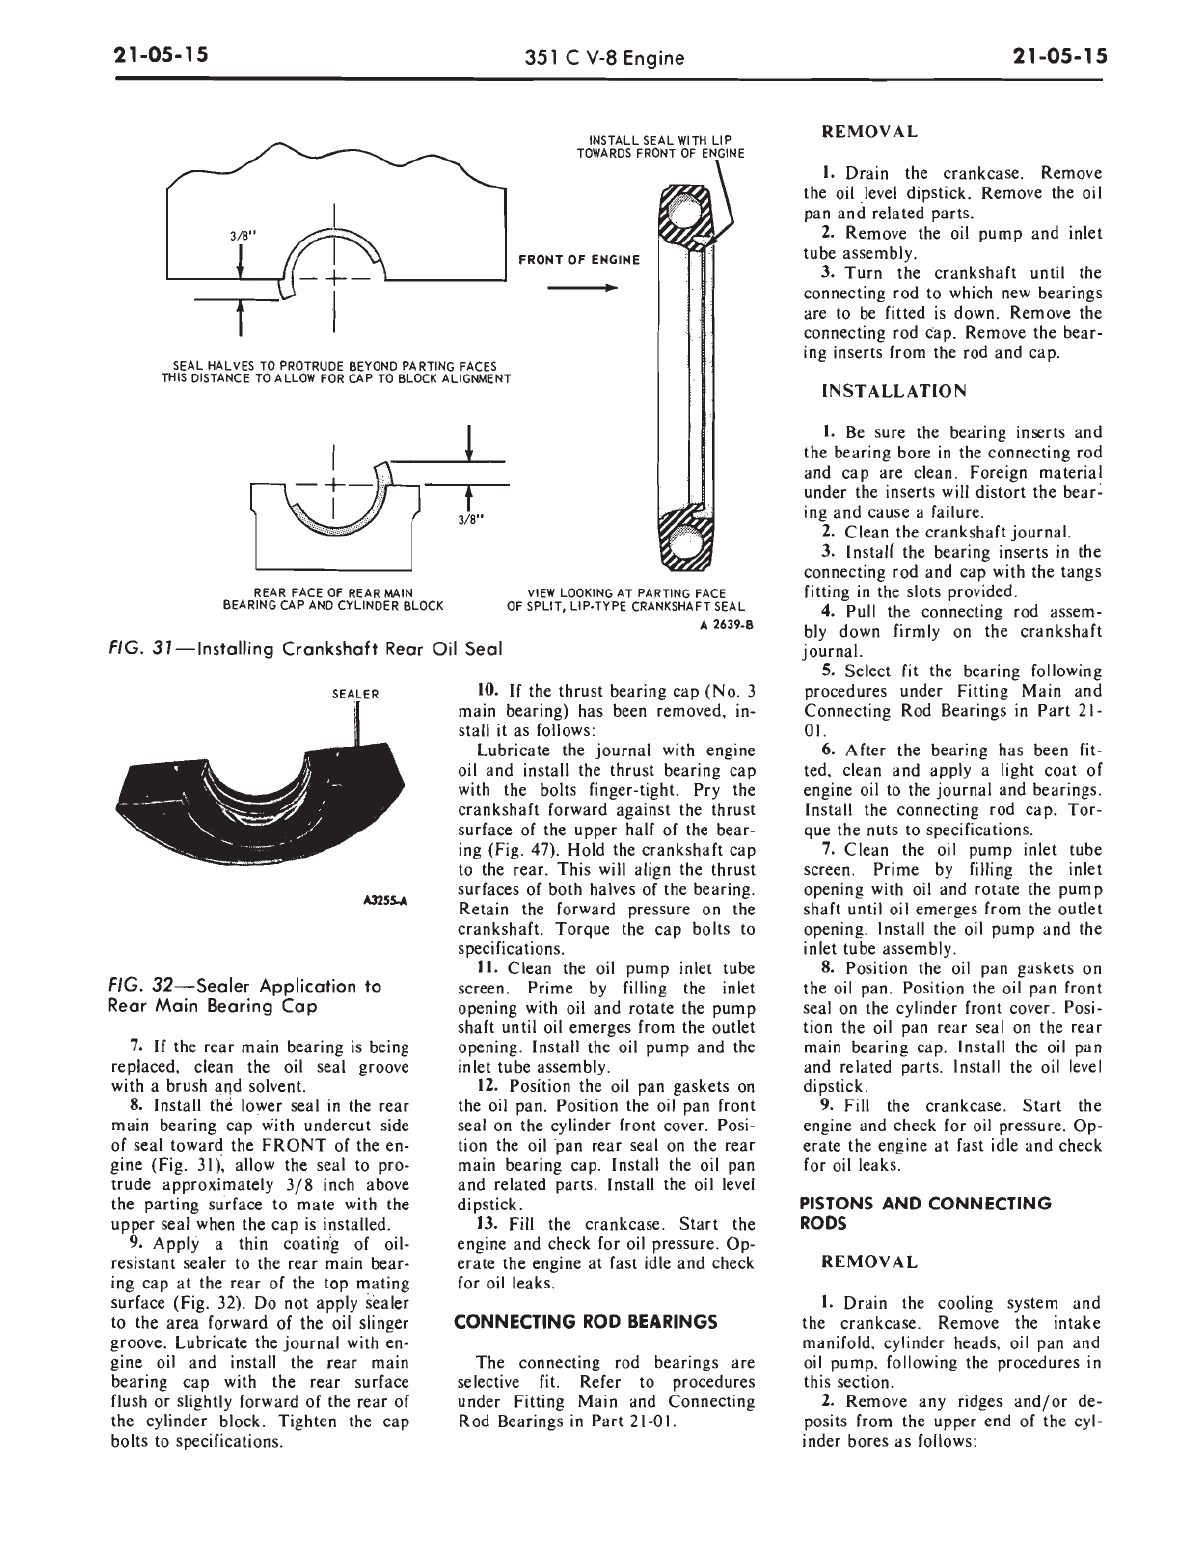 21-05-15
351 C V-8 Engine
21-05-15
3/8"
SEAL HALVES TO PROTRUDE BEYOND PARTING FACES
THIS DISTANCE TO ALLOW FOR CAP TO BLOCK ALIGNMENT
INSTALL SEAL WITH LIP
TOWARDS FRONT OF ENGINE
FRONT OF ENGINE
3/8"
REAR FACE OF REAR MAIN
BEARING CAP AND CYLINDER BLOCK
VIEW LOOKING AT PARTING FACE
OF SPLIT, LIP-TYPE CRANKSHAFT SEAL
A 2639-B
FIG. 31—Installing Crankshaft Rear Oil Seal
SEALER
A3255-A
FIG. 32—Sealer Application to
Rear Main Bearing Cap
7. If the rear main bearing is being
replaced, clean the oil seal groove
with a brush and solvent.
8. Install the lower seal in the rear
main bearing cap with undercut side
of seal toward the FRONT of the en-
gine (Fig. 31), allow the seal to pro-
trude approximately 3/8 inch above
the parting surface to mate with the
upper seal when the cap is installed.
9. Apply a thin coating of oil-
resistant sealer to the rear main bear-
ing cap at the rear of the top mating
surface (Fig. 32). Do not apply sealer
to the area forward of the oil slinger
groove. Lubricate the journal with en-
gine oil and install the rear main
bearing cap with the rear surface
flush or slightly forward of the rear of
the cylinder block. Tighten the cap
bolts to specifications.
10. If the thrust bearing cap (No. 3
main bearing) has been removed, in-
stall it as follows:
Lubricate the journal with engine
oil and install the thrust bearing cap
with the bolts finger-tight. Pry the
crankshaft forward against the thrust
surface of the upper half of the bear-
ing (Fig. 47). Hold the crankshaft cap
to the rear. This will align the thrust
surfaces of both halves of the bearing.
Retain the forward pressure on the
crankshaft. Torque the cap bolts to
specifications.
11. Clean the oil pump inlet tube
screen. Prime by filling the inlet
opening with oil and rotate the pump
shaft until oil emerges from the outlet
opening. Install the oil pump and the
inlet tube assembly.
12. Position the oil pan gaskets on
the oil pan. Position the oil pan front
seal on the cylinder front cover. Posi-
tion the oil pan rear seal on the rear
main bearing cap. Install the oil pan
and related parts. Install the oil level
dipstick.
13. Fill the crankcase. Start the
engine and check for oil pressure. Op-
erate the engine at fast idle and check
for oil leaks.
CONNECTING ROD BEARINGS
The connecting rod bearings are
selective fit. Refer to procedures
under Fitting Main and Connecting
Rod Bearings in Part 21-01.
REMOVAL
1. Drain the crankcase. Remove
the oil level dipstick. Remove the oil
pan and related parts.
2. Remove the oil pump and inlet
tube assembly.
3. Turn the crankshaft until the
connecting rod to which new bearings
are to be fitted is down. Remove the
connecting rod cap. Remove the bear-
ing inserts from the rod and cap.
INSTALLATION
1. Be sure the bearing inserts and
the bearing bore in the connecting rod
and cap are clean. Foreign material
under the inserts will distort the bear-
ing and cause a failure.
2. Clean the crankshaft journal.
3. Install the bearing inserts in the
connecting rod and cap with the tangs
fitting in the slots provided.
4. Pull the connecting rod assem-
bly down firmly on the crankshaft
journal.
5. Select fit the bearing following
procedures under Fitting Main and
Connecting Rod Bearings in Part 21-
01.
6. After the bearing has been fit-
ted, clean and apply a light coat of
engine oil to the journal and bearings.
Install the connecting rod cap. Tor-
que the nuts to specifications.
7. Clean the oil pump inlet tube
screen. Prime by filling the inlet
opening with oil and rotate the pump
shaft until oil emerges from the outlet
opening. Install the oil pump and the
inlet tube assembly.
8. Position the oil pan gaskets on
the oil pan. Position the oil pan front
seal on the cylinder front cover. Posi-
tion the oil pan rear seal on the rear
main bearing cap. Install the oil pan
and related parts. Install the oil level
dipstick.
9. Fill the crankcase. Start the
engine and check for oil pressure. Op-
erate the engine at fast idle and check
for oil leaks.
PISTONS AND CONNECTING
RODS
REMOVAL
1. Drain the cooling system and
the crankcase. Remove the intake
manifold, cylinder heads, oil pan and
oil pump, following the procedures in
this section.
2. Remove any ridges and/or de-
posits from the upper end of the cyl-
inder bores as follows: